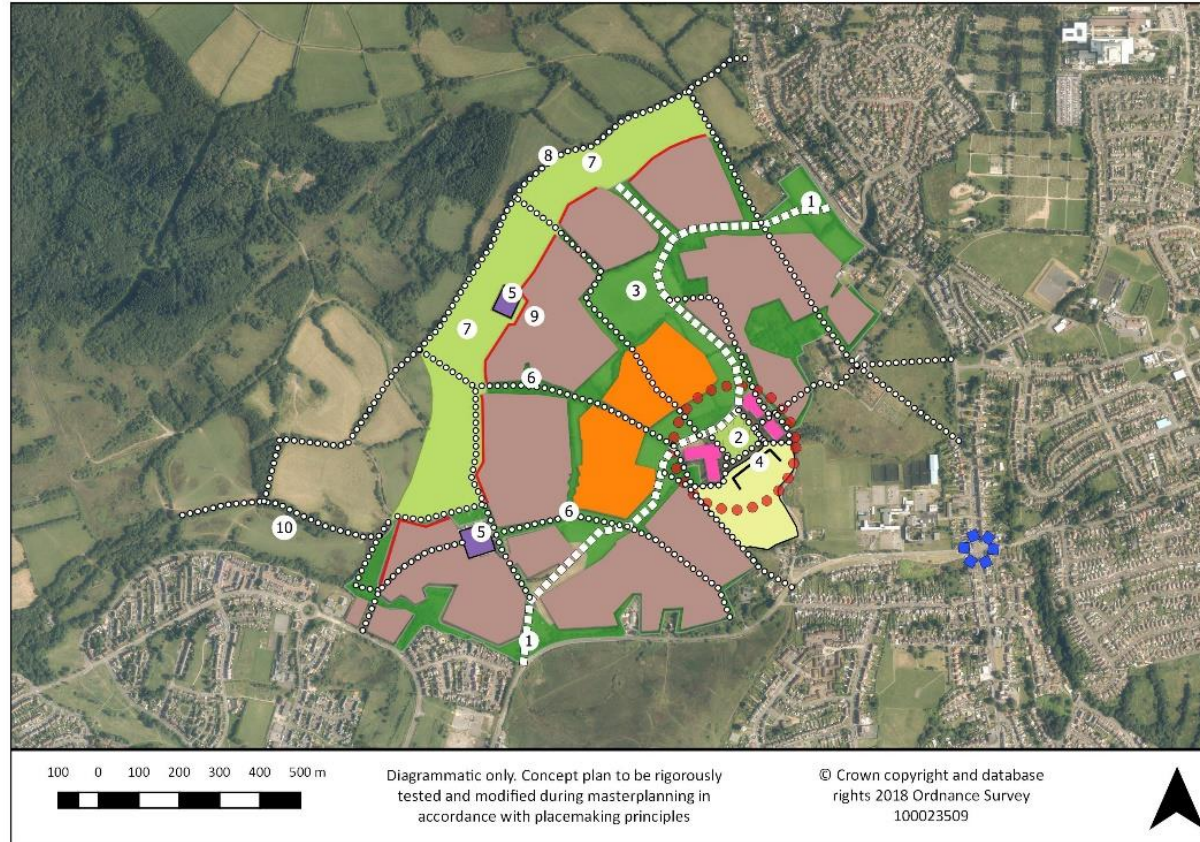 8
7
1
3
5
9
7
6
2
4
6
5
10
1
100 0 100 200 300 400 500 m
Diagrammatic only. Concept plan to be rigorously
tested and modified during masterplanning in
accordance with placemaking principles
© Crown copyright and database
rights 2018 Ordnance Survey
100023509